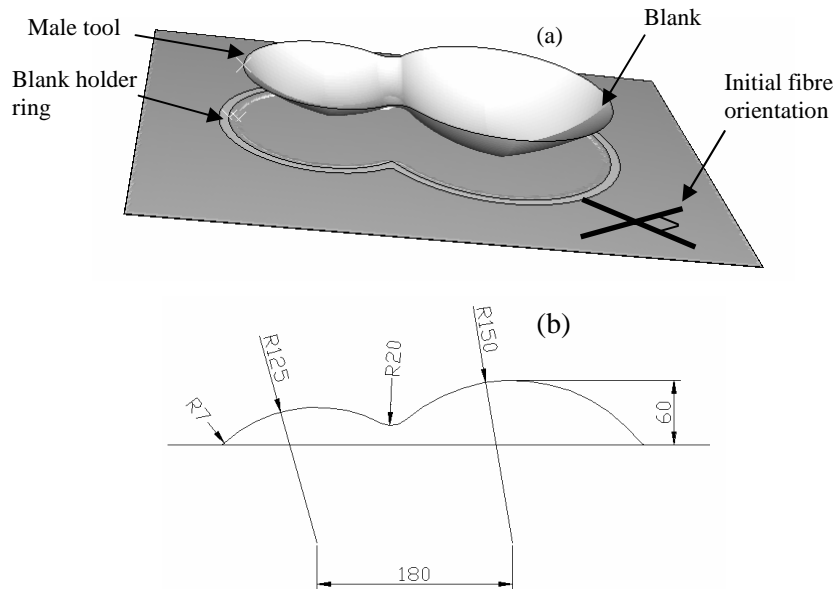 Male tool
(a)
Blank
Blank holder
ring
Initial fibre
orientation
(b)
R7
R125
R20
R150
60
180